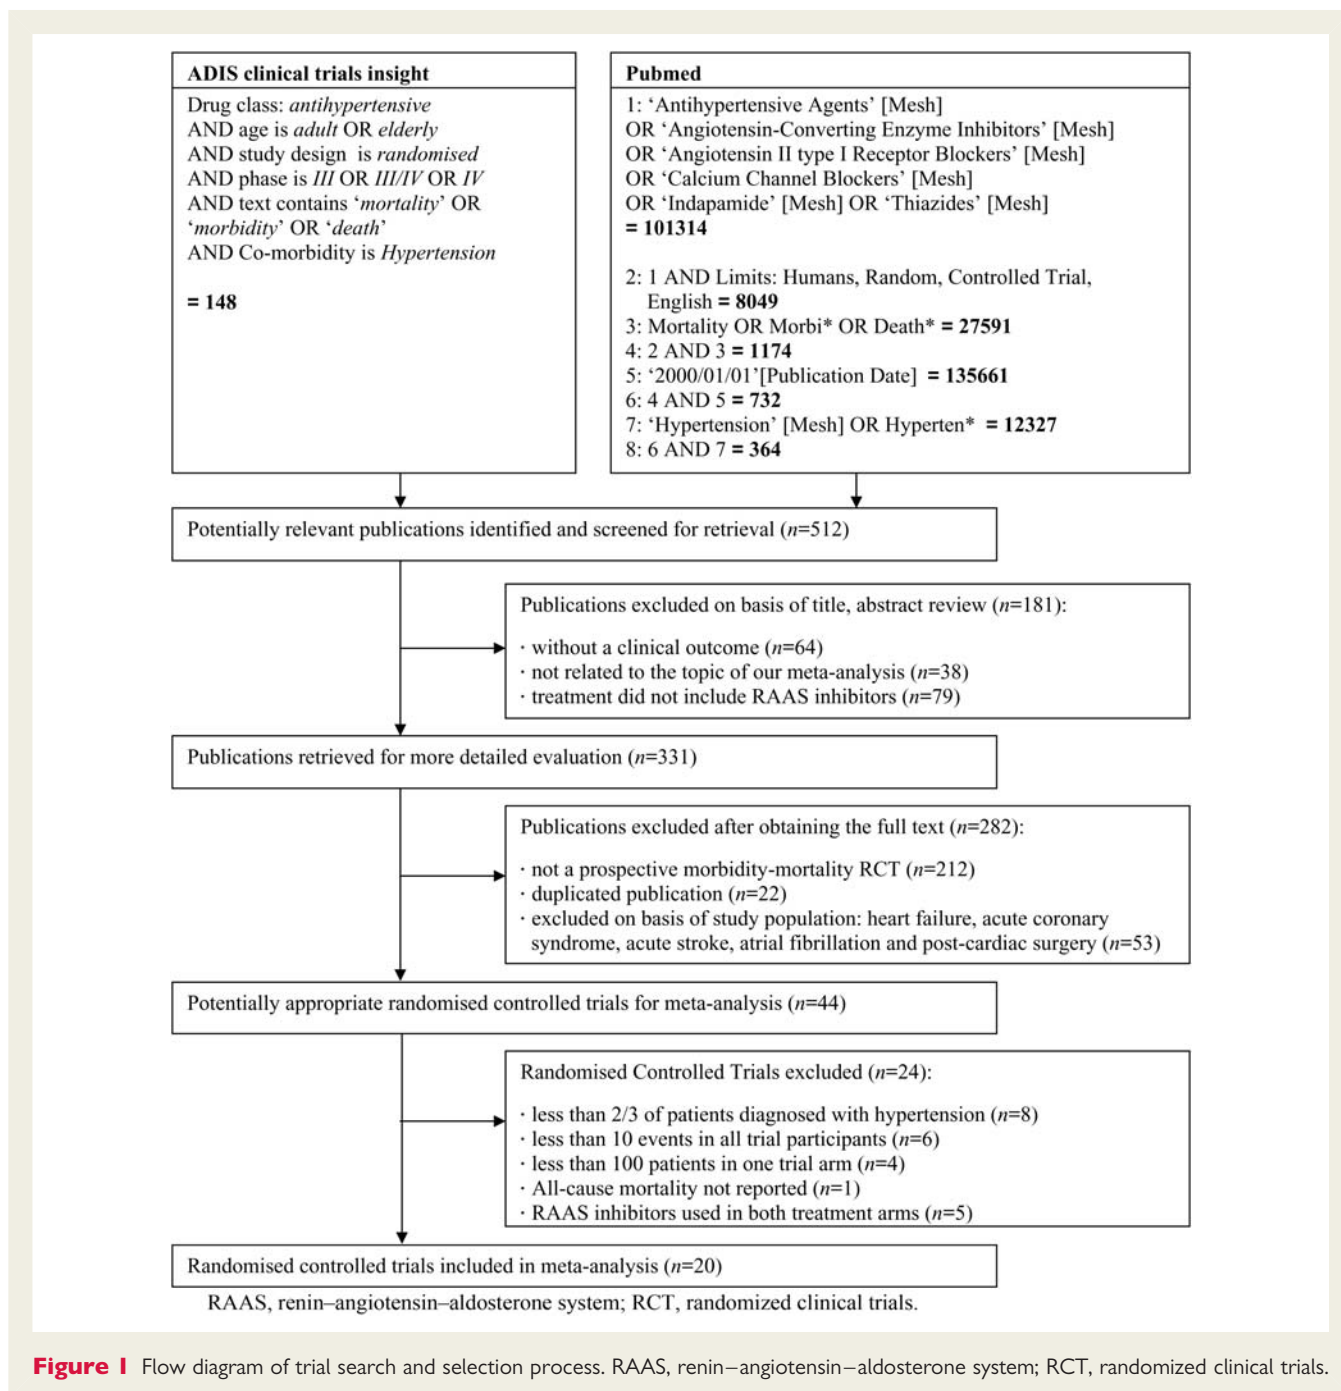 ADIS clinical trials insight
Drug class: antihypertensive
AND age is adult OR elderly
AND study design is randomised
AND phase is III OR III/IV OR IV
AND text contains ‘mortality’ OR
‘morbidity’ OR ‘death’
AND Co-morbidity is Hypertension
= 148
Pubmed
1: ‘Antihypertensive Agents’ [Mesh]
OR ‘Angiotensin-Converting Enzyme Inhibitors’ [Mesh]
OR ‘Angiotensin II type I Receptor Blockers’ [Mesh]
OR ‘Calcium Channel Blockers’ [Mesh]
OR ‘Indapamide’ [Mesh] OR ‘Thiazides’ [Mesh]
= 101314
2: 1 AND Limits: Humans, Random, Controlled Trial,
English = 8049
3: Mortality OR Morbi* OR Death* = 27591
4: 2 AND 3 = 1174
5: ‘2000/01/01’[Publication Date] = 135661
6: 4 AND 5 = 732
7: ‘Hypertension’ [Mesh] OR Hyperten* = 12327
8: 6 AND 7 = 364
Potentially relevant publications identified and screened for retrieval (n=512)
Publications excluded on basis of title, abstract review (n=181):
· without a clinical outcome (n=64)
· not related to the topic of our meta-analysis (n=38)
· treatment did not include RAAS inhibitors (n=79)
Publications retrieved for more detailed evaluation (n=331)
Publications excluded after obtaining the full text (n=282):
· not a prospective morbidity-mortality RCT (n=212)
· duplicated publication (n=22)
· excluded on basis of study population: heart failure, acute coronary
syndrome, acute stroke, atrial fibrillation and post-cardiac surgery (n=53)
Potentially appropriate randomised controlled trials for meta-analysis (n=44)
Randomised Controlled Trials excluded (n=24):
· less than 2/3 of patients diagnosed with hypertension (n=8)
· less than 10 events in all trial participants (n=6)
· less than 100 patients in one trial arm (n=4)
· All-cause mortality not reported (n=1)
· RAAS inhibitors used in both treatment arms (n=5)
Randomised controlled trials included in meta-analysis (n=20)
RAAS, renin–angiotensin–aldosterone system; RCT, randomized clinical trials.
Figure 1 Flow diagram of trial search and selection process. RAAS, renin–angiotensin–aldosterone system; RCT, randomized clinical trials.